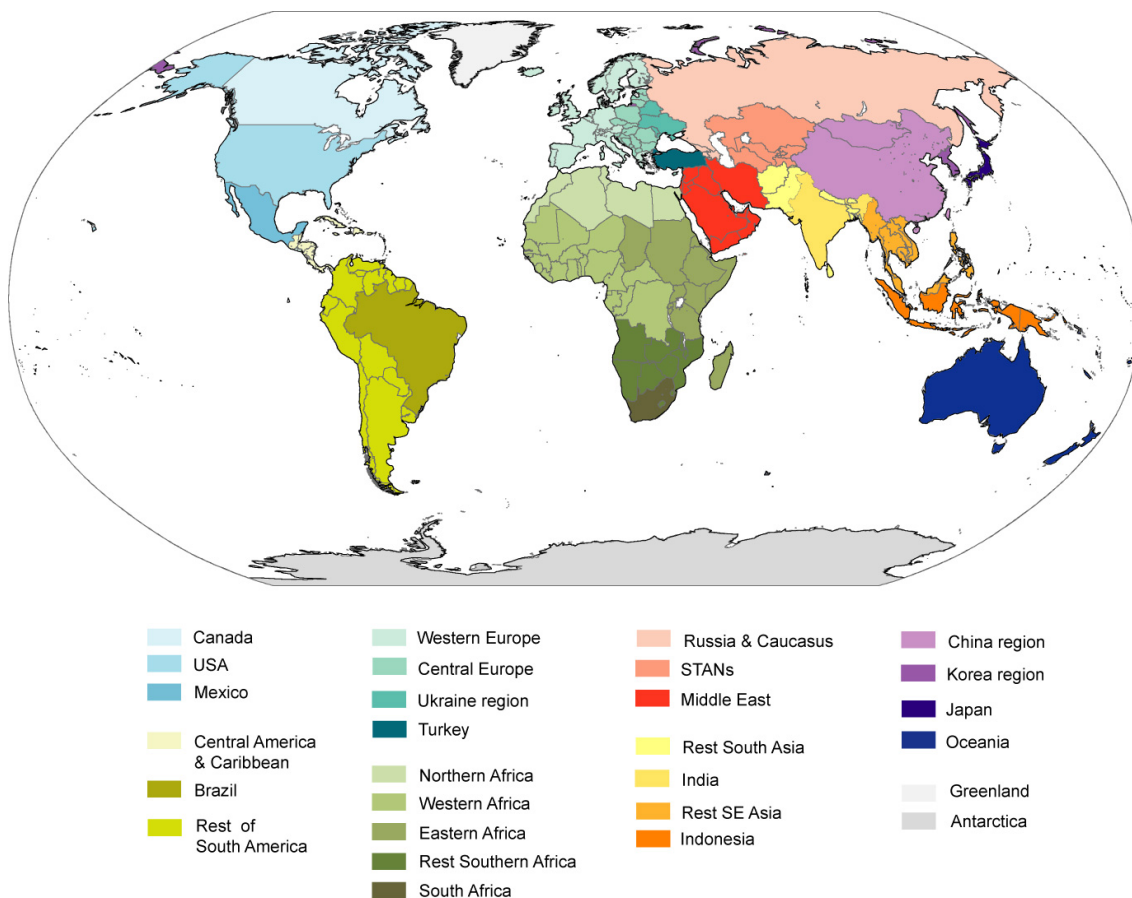 Canada
USA
Mexico
Central America
& Caribbean
Brazil
Rest of
South America
Western Europe
Central Europe
Ukraine region
Turkey
Northern Africa
Western Africa
Eastern Africa
Rest Southern Africa
South Africa
Russia & Caucasus
STANs
Middle East
Rest South Asia
India
Rest SE Asia
Indonesia
China region
Korea region
Japan
Oceania
Greenland
Antarctica